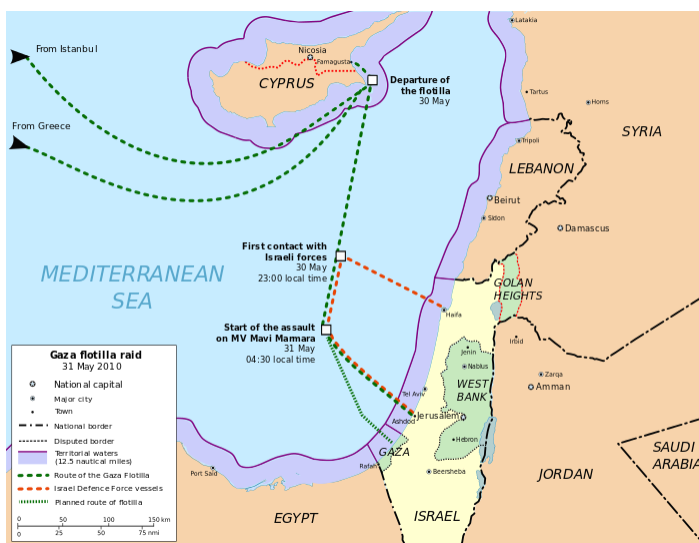 Latakia
From Istanbul
Nicosia
Famagusta
CYPRUS
Departure of
the flotilla
30 May
Tartus
Homs
From Greece
SYRIA
Tripoli
LEBANON
Beirut
Sidon
Damascus
First contact with
Israeli forces
30 May
23:00 local time
MEDITERRANEAN
SEA
GOLAN
HEIGHTS
Haifa
Start of the assault
on MV Mavi Marmara
31 May
04:30 local time
Irbid
Jenin
Nablus
WEST
BANK
Zarqa
Amman
Tel Aviv
Ashdod
Jerusalem
Hebron
GAZA
Rafah
Beersheba
Port Said
SAUDI
ARABIA
JORDAN
EGYPT
ISRAEL
Gaza flotilla raid
31 May 2010
National capital
Major city
Town
National border
Disputed border
Territorial waters
(12.5 nautical miles)
Route of the Gaza Flotilla
Israel Defence Force vessels
Planned route of flotilla
0 50 100 150 km
0 25 50 75 nmi